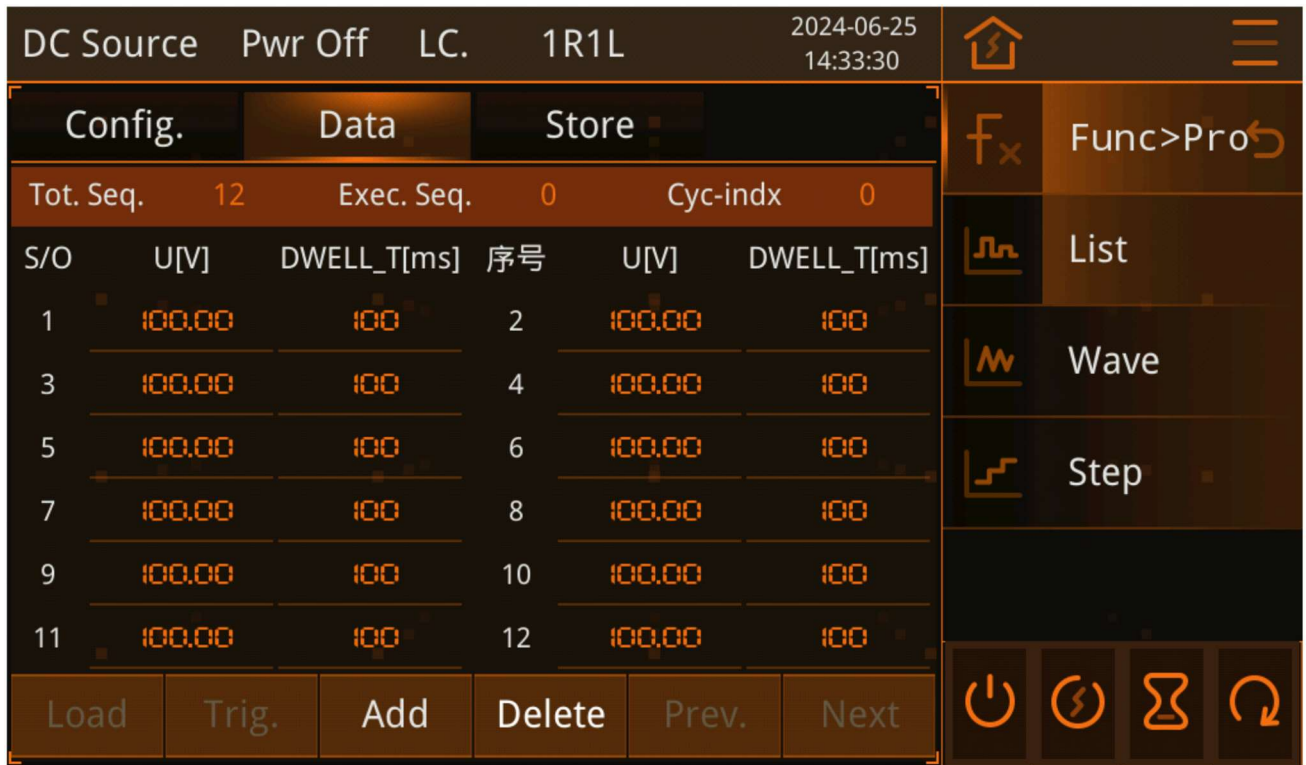 DC Source Pwr Off LC. 1R1L 2024-06-25 14:33:30
Config. Data Store
Func>Pro
Tot. Seq. 12 Exec. Seq. 0 Cyc-indx 0
S/O U[V] DWELL_T[ms] 序号 U[V] DWELL_T[ms]
List
1 100.00 100 2 100.00 100
3 100.00 100 4 100.00 100
Wave
5 100.00 100 6 100.00 100
Step
7 100.00 100 8 100.00 100
9 100.00 100 10 100.00 100
11 100.00 100 12 100.00 100
Load Trig. Add Delete Prev. Next